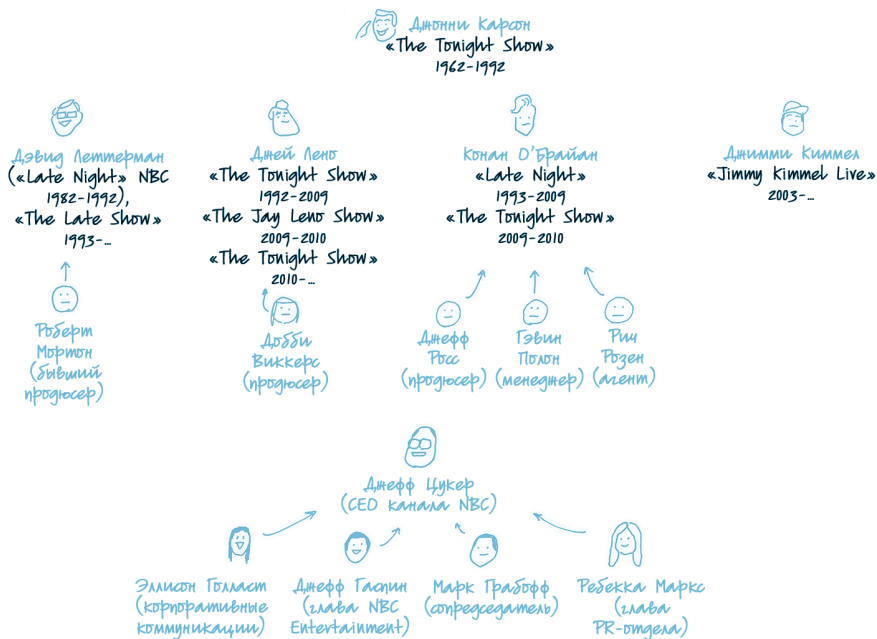 Джонни Карсон
«The Tonight Show»
1962-1992
Дэвид Леттерман
(«Late Night» NBC
1982-1992),
«The Late Show»
1993-...
Джей Лено
«The Tonight Show»
1992-2009
«The Jay Leno Show»
2009-2010
«The Tonight Show»
2010-...
Конан О'Брайан
«Late Night»
1993-2009
«The Tonight Show»
2009-2010
Джимми Киммел
«Jimmy Kimmel Live»
2003-...
Роберт
Мортон
(бывший
продюсер)
Добби
Виккерс
(продюсер)
Джефф
Росс
(продюсер)
Гэвин
Полон
(менеджер)
Рич
Розен
(агент)
Джефф Цукер
(CEO канала NBC)
Эллисон Голласт
(корпоративные
коммуникации)
Джефф Гаспин
(глава NBC
Entertainment)
Марк Грабофф
(сопредседатель)
Ребекка Маркс
(глава
PR-отдела)